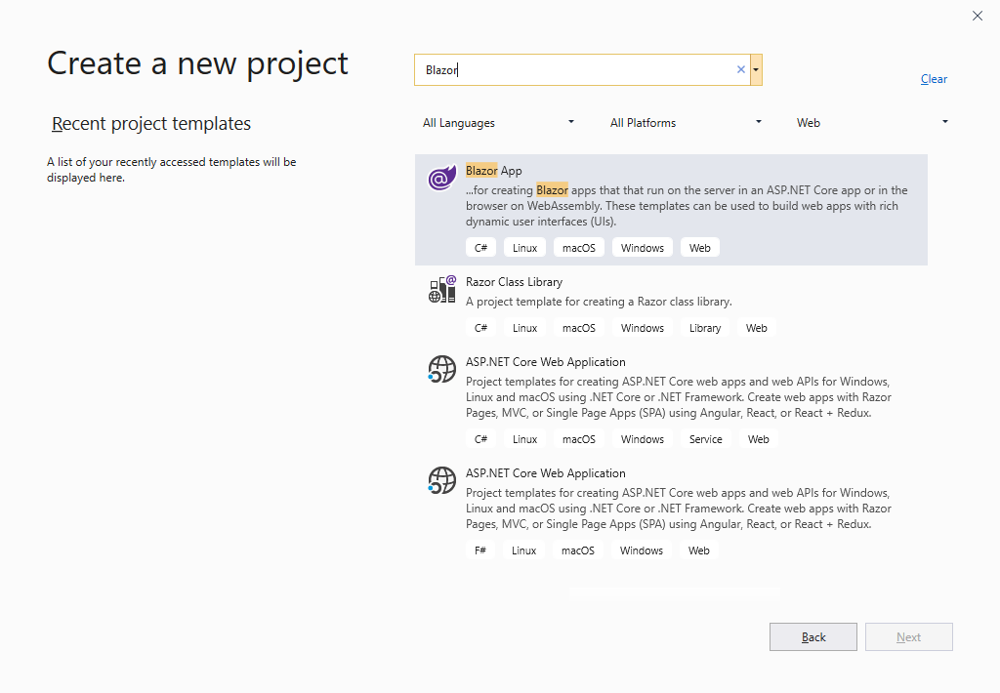 Create a new project
Blazor
Clear
Recent project templates
A list of your recently accessed templates will be
displayed here.
All Languages
All Platforms
Web
Blazor App
...for creating Blazor apps that that run on the server in an ASP.NET Core app or in the
browser on WebAssembly. These templates can be used to build web apps with rich
dynamic user interfaces (UIs).
C# Linux macOS Windows Web
Razor Class Library
A project template for creating a Razor class library.
C# Linux macOS Windows Library Web
ASP.NET Core Web Application
Project templates for creating ASP.NET Core web apps and web APIs for Windows,
Linux and macOS using .NET Core or .NET Framework. Create web apps with Razor
Pages, MVC, or Single Page Apps (SPA) using Angular, React, or React + Redux.
C# Linux macOS Windows Service Web
ASP.NET Core Web Application
Project templates for creating ASP.NET Core web apps and web APIs for Windows,
Linux and macOS using .NET Core or .NET Framework. Create web apps with Razor
Pages, MVC, or Single Page Apps (SPA) using Angular, React, or React + Redux.
F# Linux macOS Windows Web
Back
Next